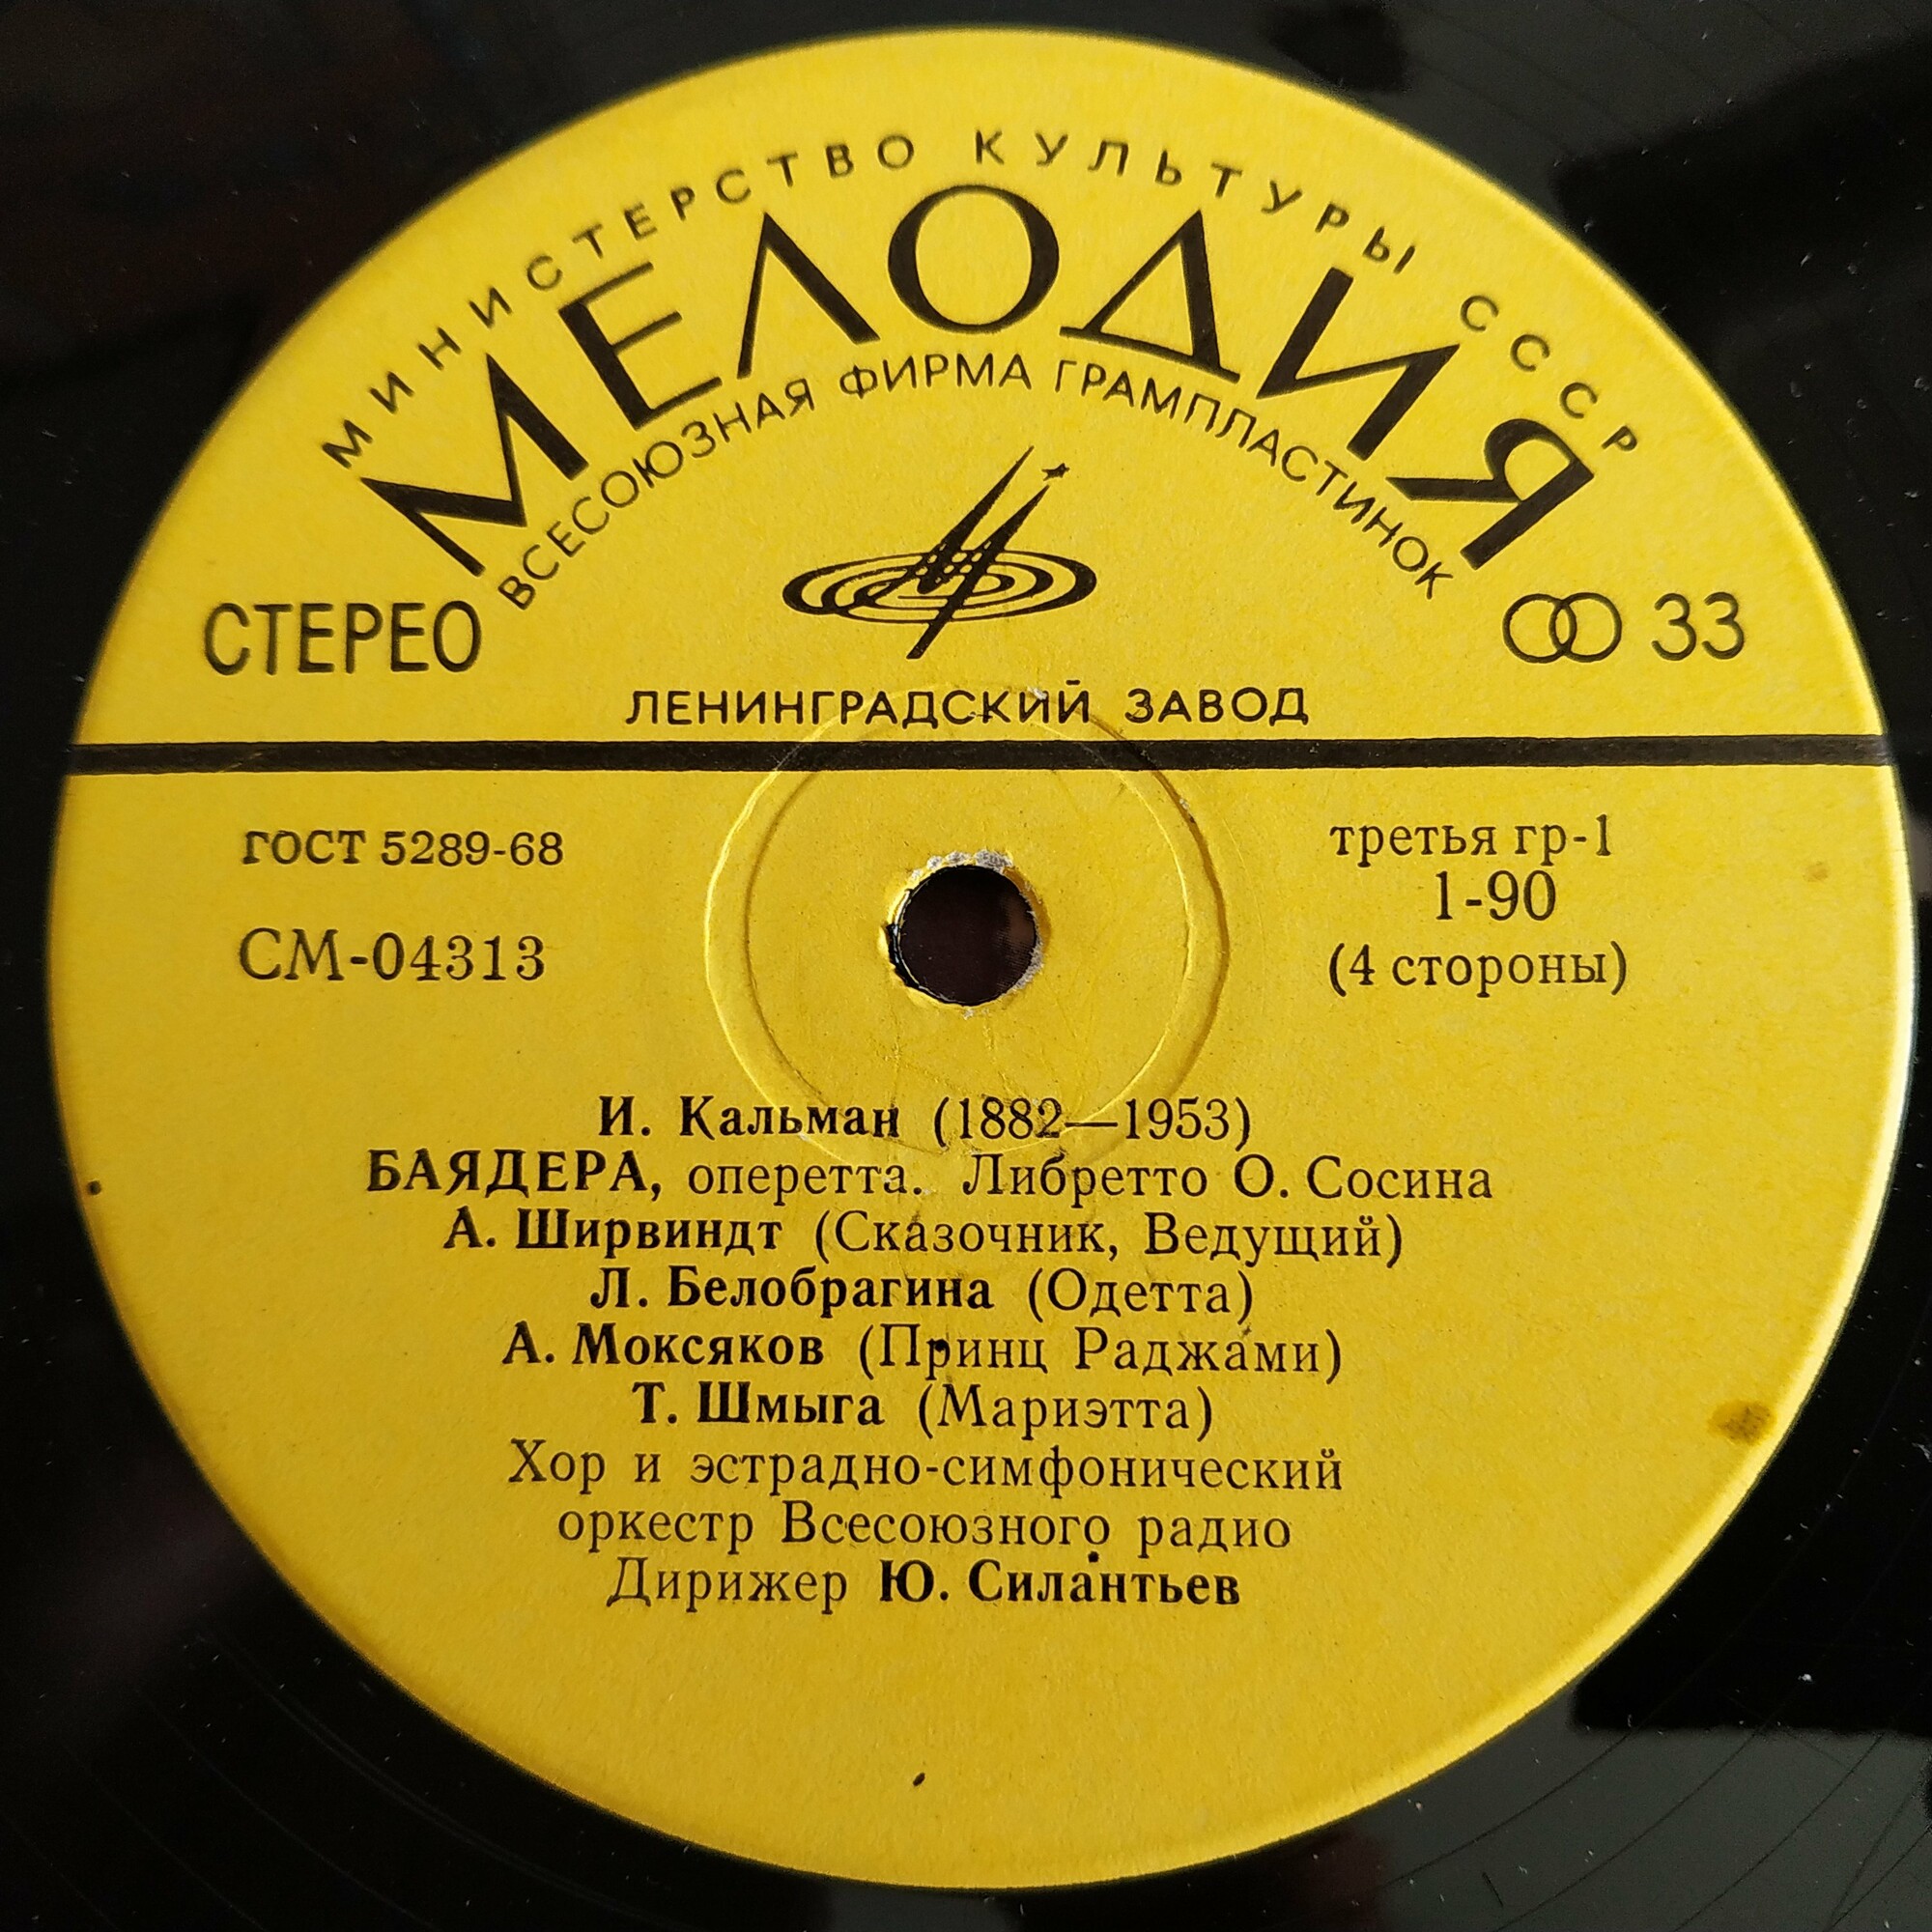 МИНИСТЕРСТВО КУЛЬТУРЫ СССР
МЕЛОДИЯ
ВСЕСОЮЗНАЯ ФИРМА ГРАМПЛАСТИНОК
СТЕРЕО
33
ЛЕНИНГРАДСКИЙ ЗАВОД
ГОСТ 5289-68
третья гр-1
1-90
СМ-04313
(4 стороны)
И. Кальман (1882—1953)
БАЯДЕРА, оперетта. Либретто О. Сосина
А. Ширвиндт (Сказочник, Ведущий)
Л. Белобрагина (Одетта)
А. Моксяков (Принц Раджами)
Т. Шмыга (Мариэтта)
Хор и эстрадно-симфонический
оркестр Всесоюзного радио
Дирижер Ю. Силантьев